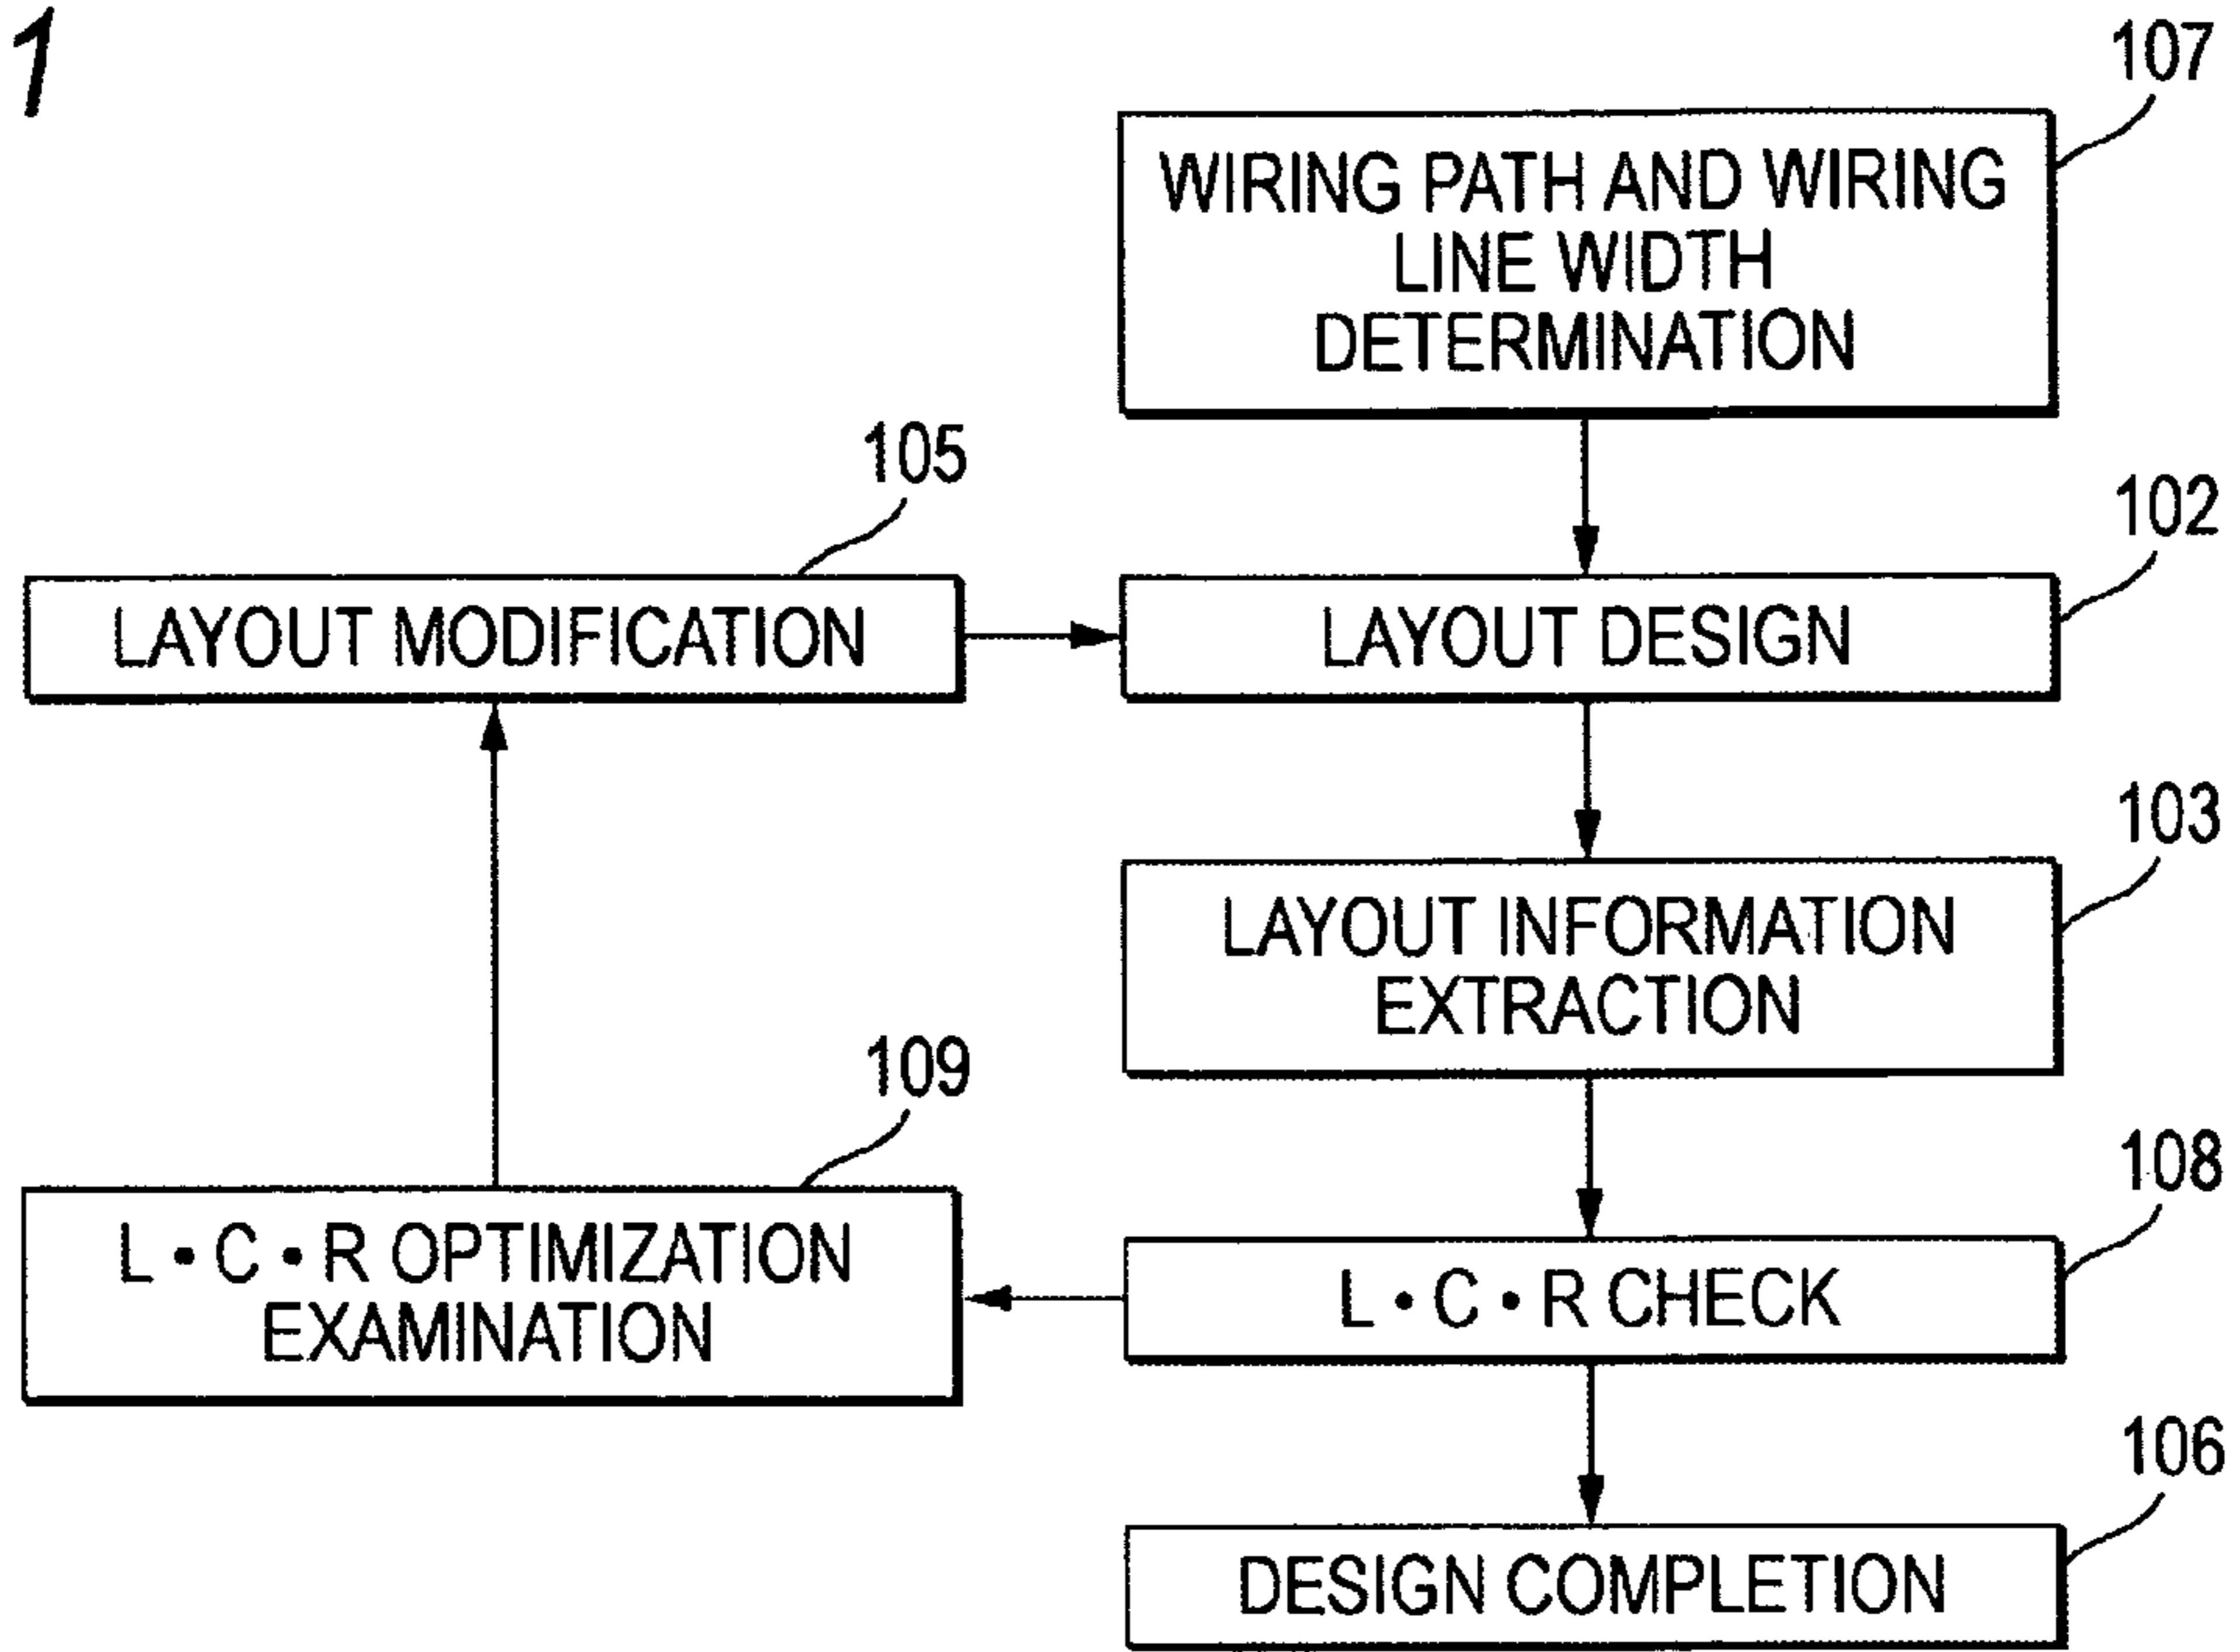 1
107
WIRING PATH AND WIRING
LINE WIDTH
DETERMINATION
105
102
LAYOUT MODIFICATION
LAYOUT DESIGN
103
LAYOUT INFORMATION
EXTRACTION
109
108
L • C • R OPTIMIZATION
EXAMINATION
L • C • R CHECK
106
DESIGN COMPLETION